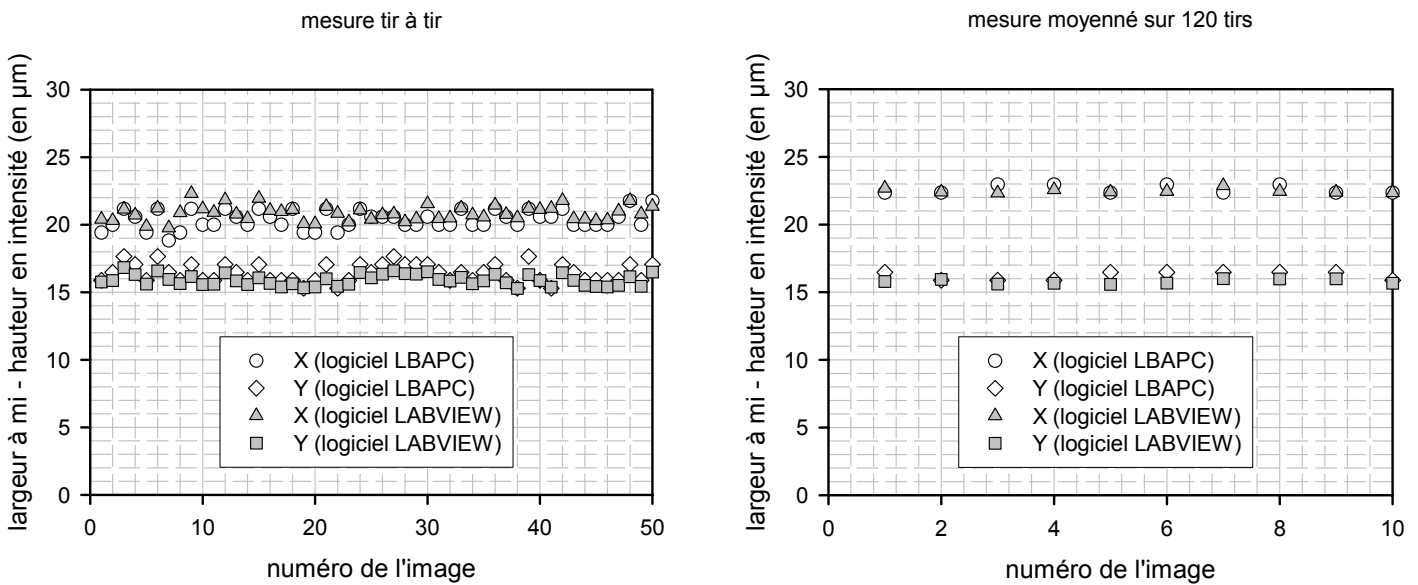 mesure tir à tir
largeur à mi - hauteur en intensité (en µm)
30
25
20
15
10
5
0
X (logiciel LBAPC)
Y (logiciel LBAPC)
X (logiciel LABVIEW)
Y (logiciel LABVIEW)
0 10 20 30 40 50
numéro de l'image
mesure moyenné sur 120 tirs
largeur à mi - hauteur en intensité (en µm)
30
25
20
15
10
5
0
X (logiciel LBAPC)
Y (logiciel LBAPC)
X (logiciel LABVIEW)
Y (logiciel LABVIEW)
0 2 4 6 8 10
numéro de l'image